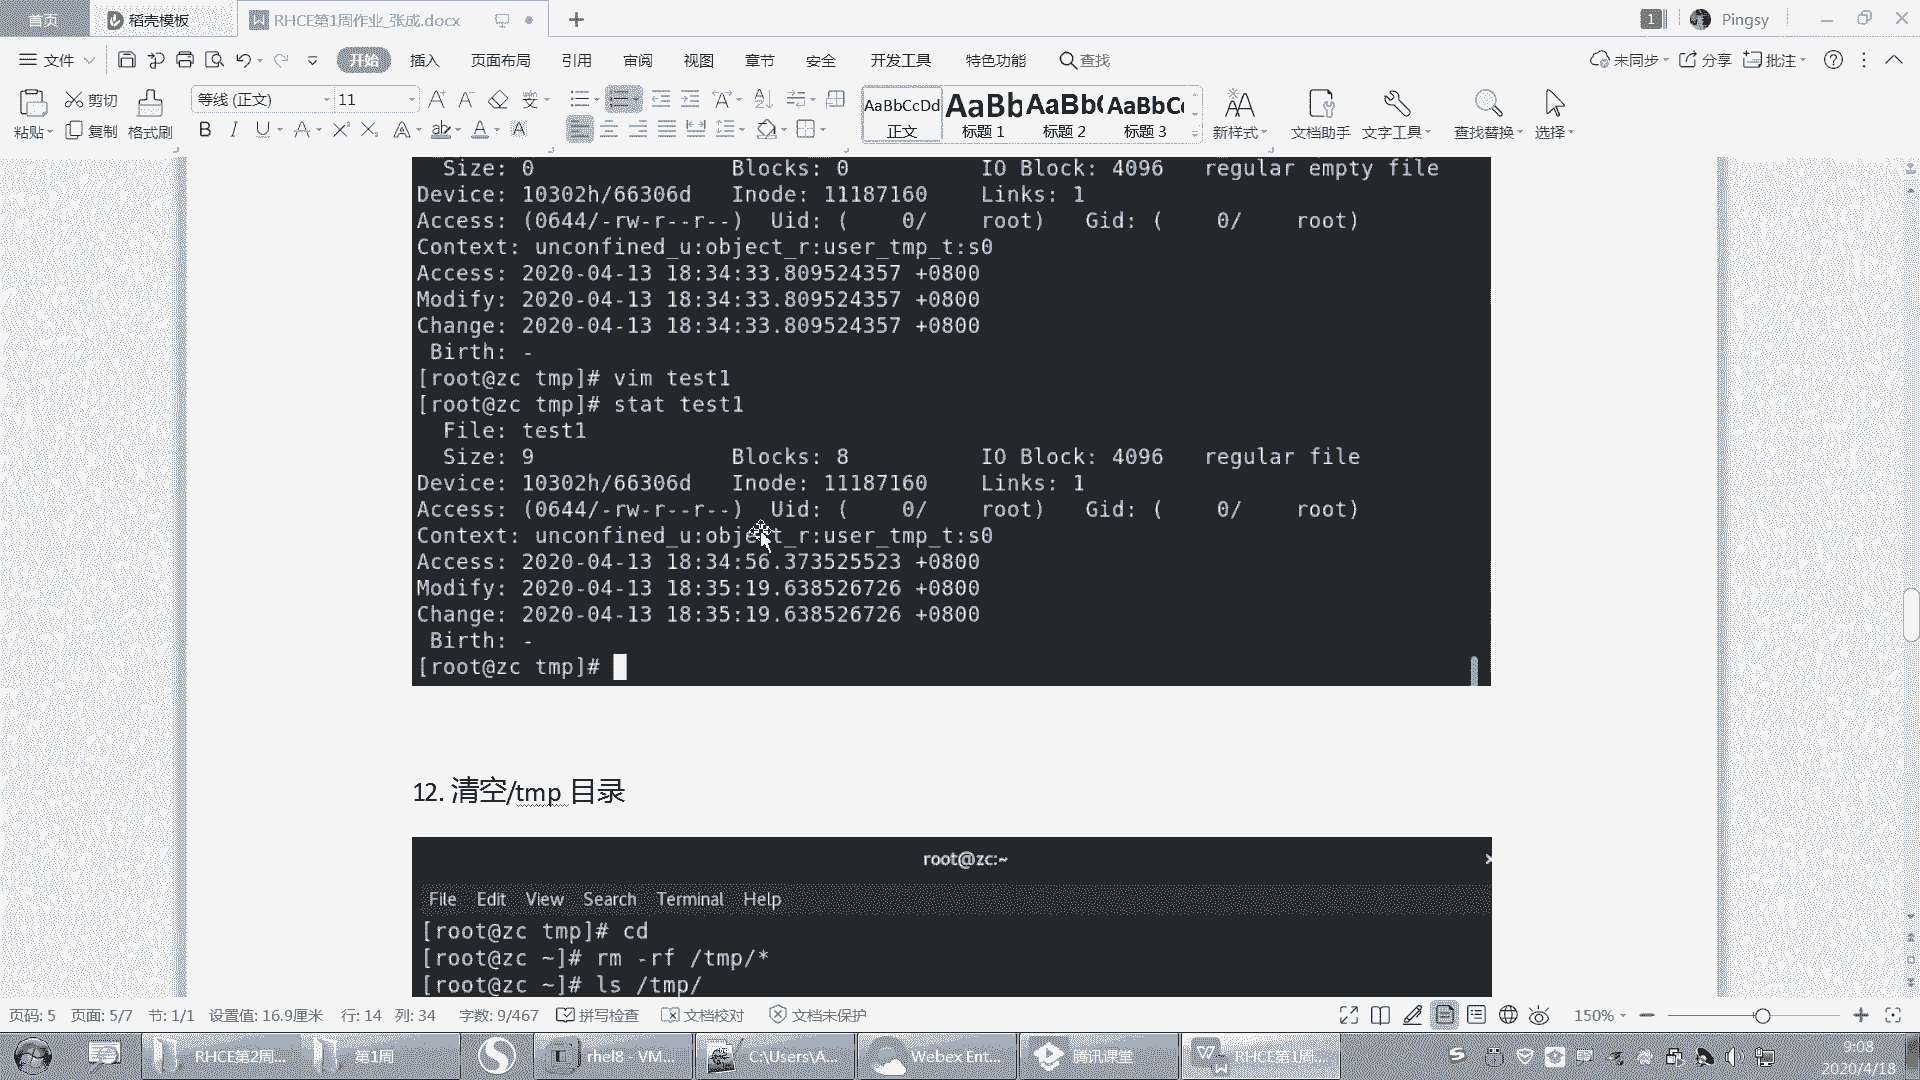 首页 稻壳模板 RHCE第1周作业_张成.docx 1 Pingsy
文件 开始 插入 页面布局 引用 审阅 视图 章节 安全 开发工具 特色功能 查找 未同步 分享 批注
粘贴 剪切 复制 格式刷 等线 (正文) 11
AaBbCcDd AaBb AaBb( AaBbC
正文 标题 1 标题 2 标题 3 新样式 文档助手 文字工具 查找替换 选择
Size: 0 Blocks: 0 IO Block: 4096 regular empty file
Device: 10302h/66306d Inode: 11187160 Links: 1
Access: (0644/-rw-r--r--) Uid: ( 0/ root) Gid: ( 0/ root)
Context: unconfined_u:object_r:user_tmp_t:s0
Access: 2020-04-13 18:34:33.809524357 +0800
Modify: 2020-04-13 18:34:33.809524357 +0800
Change: 2020-04-13 18:34:33.809524357 +0800
Birth: -
[root@zc tmp]# vim test1
[root@zc tmp]# stat test1
File: test1
Size: 9 Blocks: 8 IO Block: 4096 regular file
Device: 10302h/66306d Inode: 11187160 Links: 1
Access: (0644/-rw-r--r--) Uid: ( 0/ root) Gid: ( 0/ root)
Context: unconfined_u:object_r:user_tmp_t:s0
Access: 2020-04-13 18:34:56.373525523 +0800
Modify: 2020-04-13 18:35:19.638526726 +0800
Change: 2020-04-13 18:35:19.638526726 +0800
Birth: -
[root@zc tmp]#
12. 清空/tmp 目录
root@zc:~
File Edit View Search Terminal Help
[root@zc tmp]# cd
[root@zc ~]# rm -rf /tmp/*
[root@zc ~]# ls /tmp/
页码: 5 页面: 5/7 节: 1/1 设置值: 16.9厘米 行: 14 列: 34 字数: 9/467 拼写检查 文档校对 文档未保护 150%
RHCE第2周... 第1周 rhel8 - VM... C:\Users\A... Webex Ent... 腾讯课堂 RHCE第1周... 9:08
2020/4/18